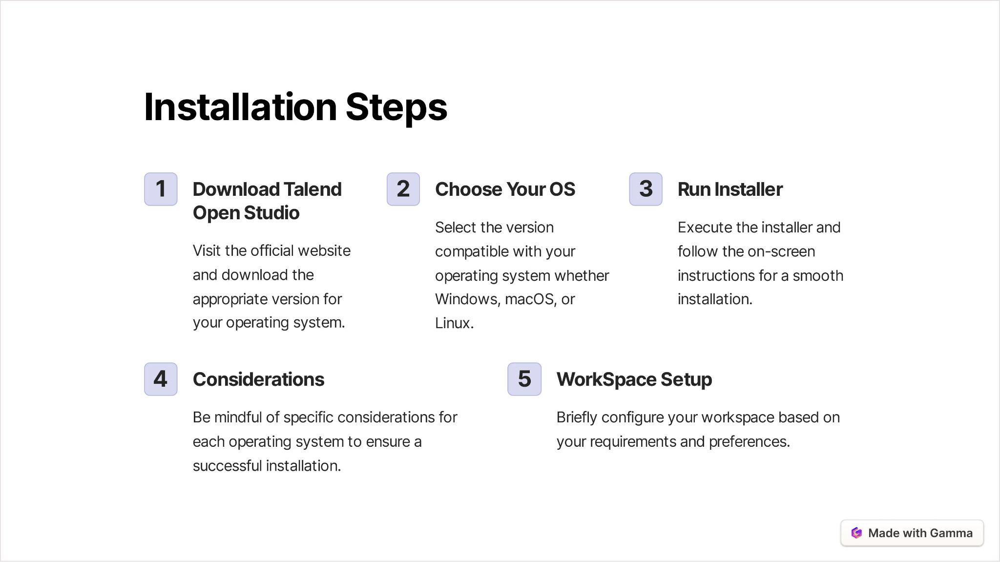 Installation Steps
1
Download Talend
Open Studio
Visit the official website
and download the
appropriate version for
your operating system.
2
Choose Your OS
Select the version
compatible with your
operating system whether
Windows, macOS, or
Linux.
3
Run Installer
Execute the installer and
follow the on-screen
instructions for a smooth
installation.
4
Considerations
Be mindful of specific considerations for
each operating system to ensure a
successful installation.
5
WorkSpace Setup
Briefly configure your workspace based on
your requirements and preferences.
Made with Gamma